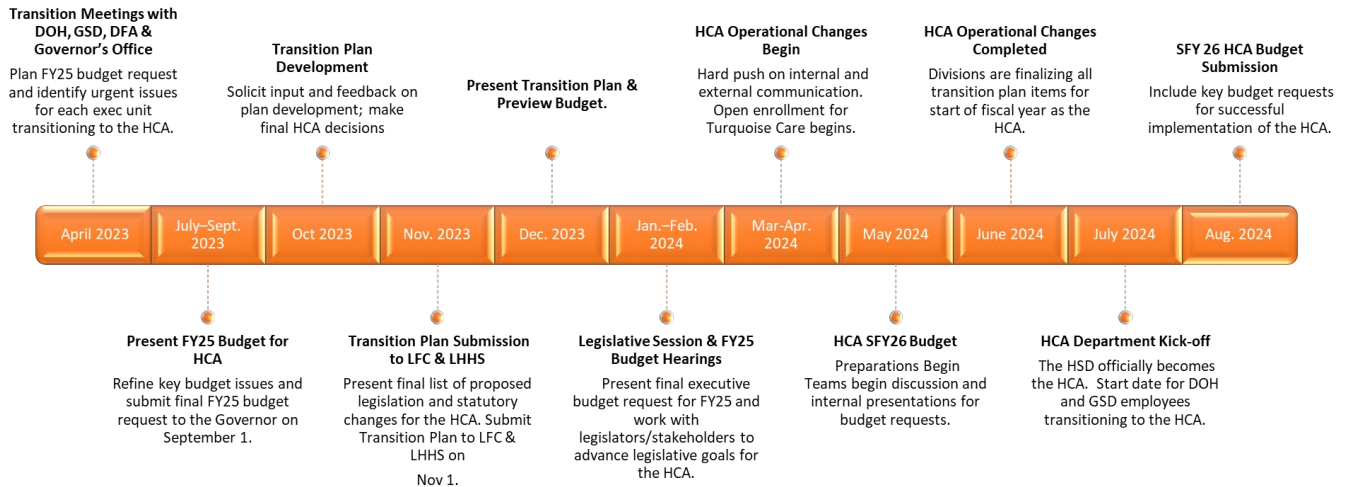 Transition Meetings with
DOH, GSD, DFA &
Governor's Office
Plan FY25 budget request
and identify urgent issues
for each exec unit
transitioning to the HCA.
Transition Plan
Development
Solicit input and feedback on
plan development; make
final HCA decisions
Present Transition Plan &
Preview Budget.
HCA Operational Changes
Begin
Hard push on internal and
external communication.
Open enrollment for
Turquoise Care begins.
HCA Operational Changes
Completed
Divisions are finalizing all
transition plan items for
start of fiscal year as the
HCA.
SFY 26 HCA Budget
Submission
Include key budget requests
for successful
implementation of the HCA.
April 2023
July–Sept.
2023
Oct 2023
Nov. 2023
Dec. 2023
Jan.–Feb.
2024
Mar-Apr.
2024
May 2024
June 2024
July 2024
Aug. 2024
Present FY25 Budget for
HCA
Refine key budget issues and
submit final FY25 budget
request to the Governor on
September 1.
Transition Plan Submission
to LFC & LHHS
Present final list of proposed
legislation and statutory
changes for the HCA. Submit
Transition Plan to LFC &
LHHS on
Nov 1.
Legislative Session & FY25
Budget Hearings
Present final executive
budget request for FY25 and
work with
legislators/stakeholders to
advance legislative goals for
the HCA.
HCA SFY26 Budget
Preparations Begin
Teams begin discussion and
internal presentations for
budget requests.
HCA Department Kick-off
The HSD officially becomes
the HCA. Start date for DOH
and GSD employees
transitioning to the HCA.